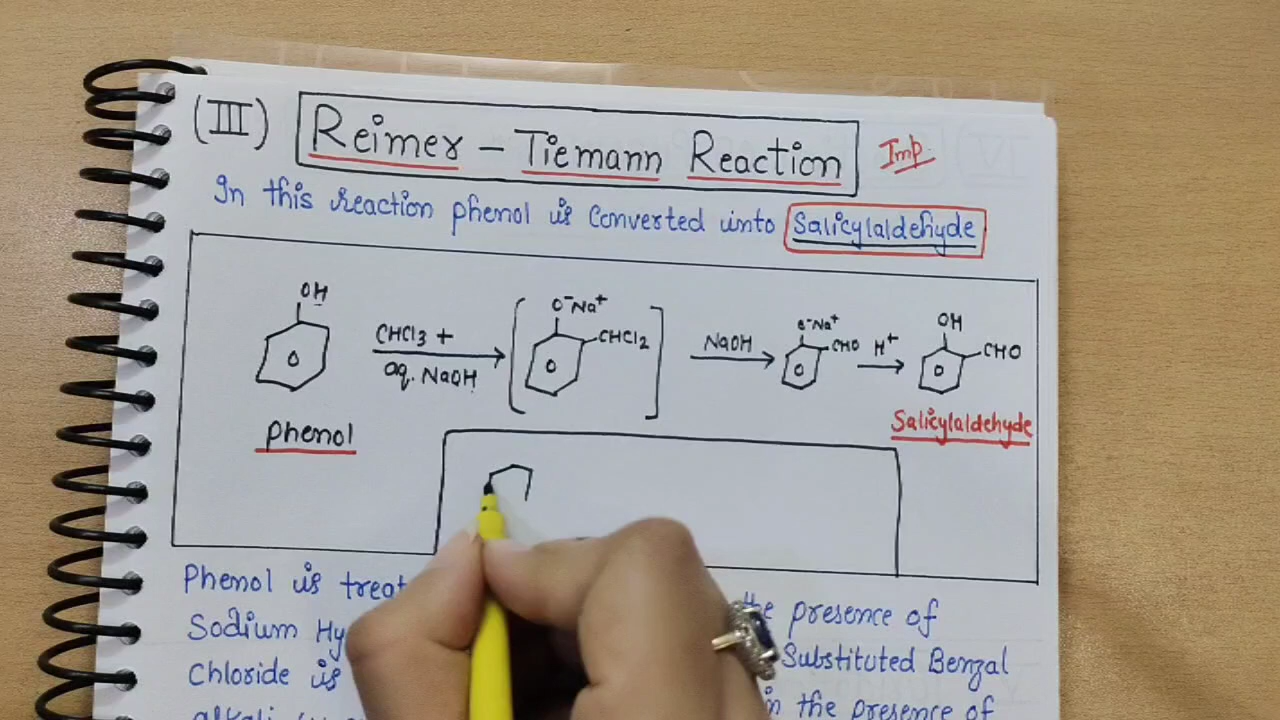 (III) Reimer - Tiemann Reaction Imp.
In this reaction phenol is converted into Salicylaldehyde
OH
CHCl3 +
aq. NaOH
O⁻Na⁺
CHCl2
NaOH
O⁻Na⁺
CHO
H⁺
OH
CHO
Phenol
Salicylaldehyde
Phenol is the presence of
Sodium Substituted Benzal
Chloride is in the presence of